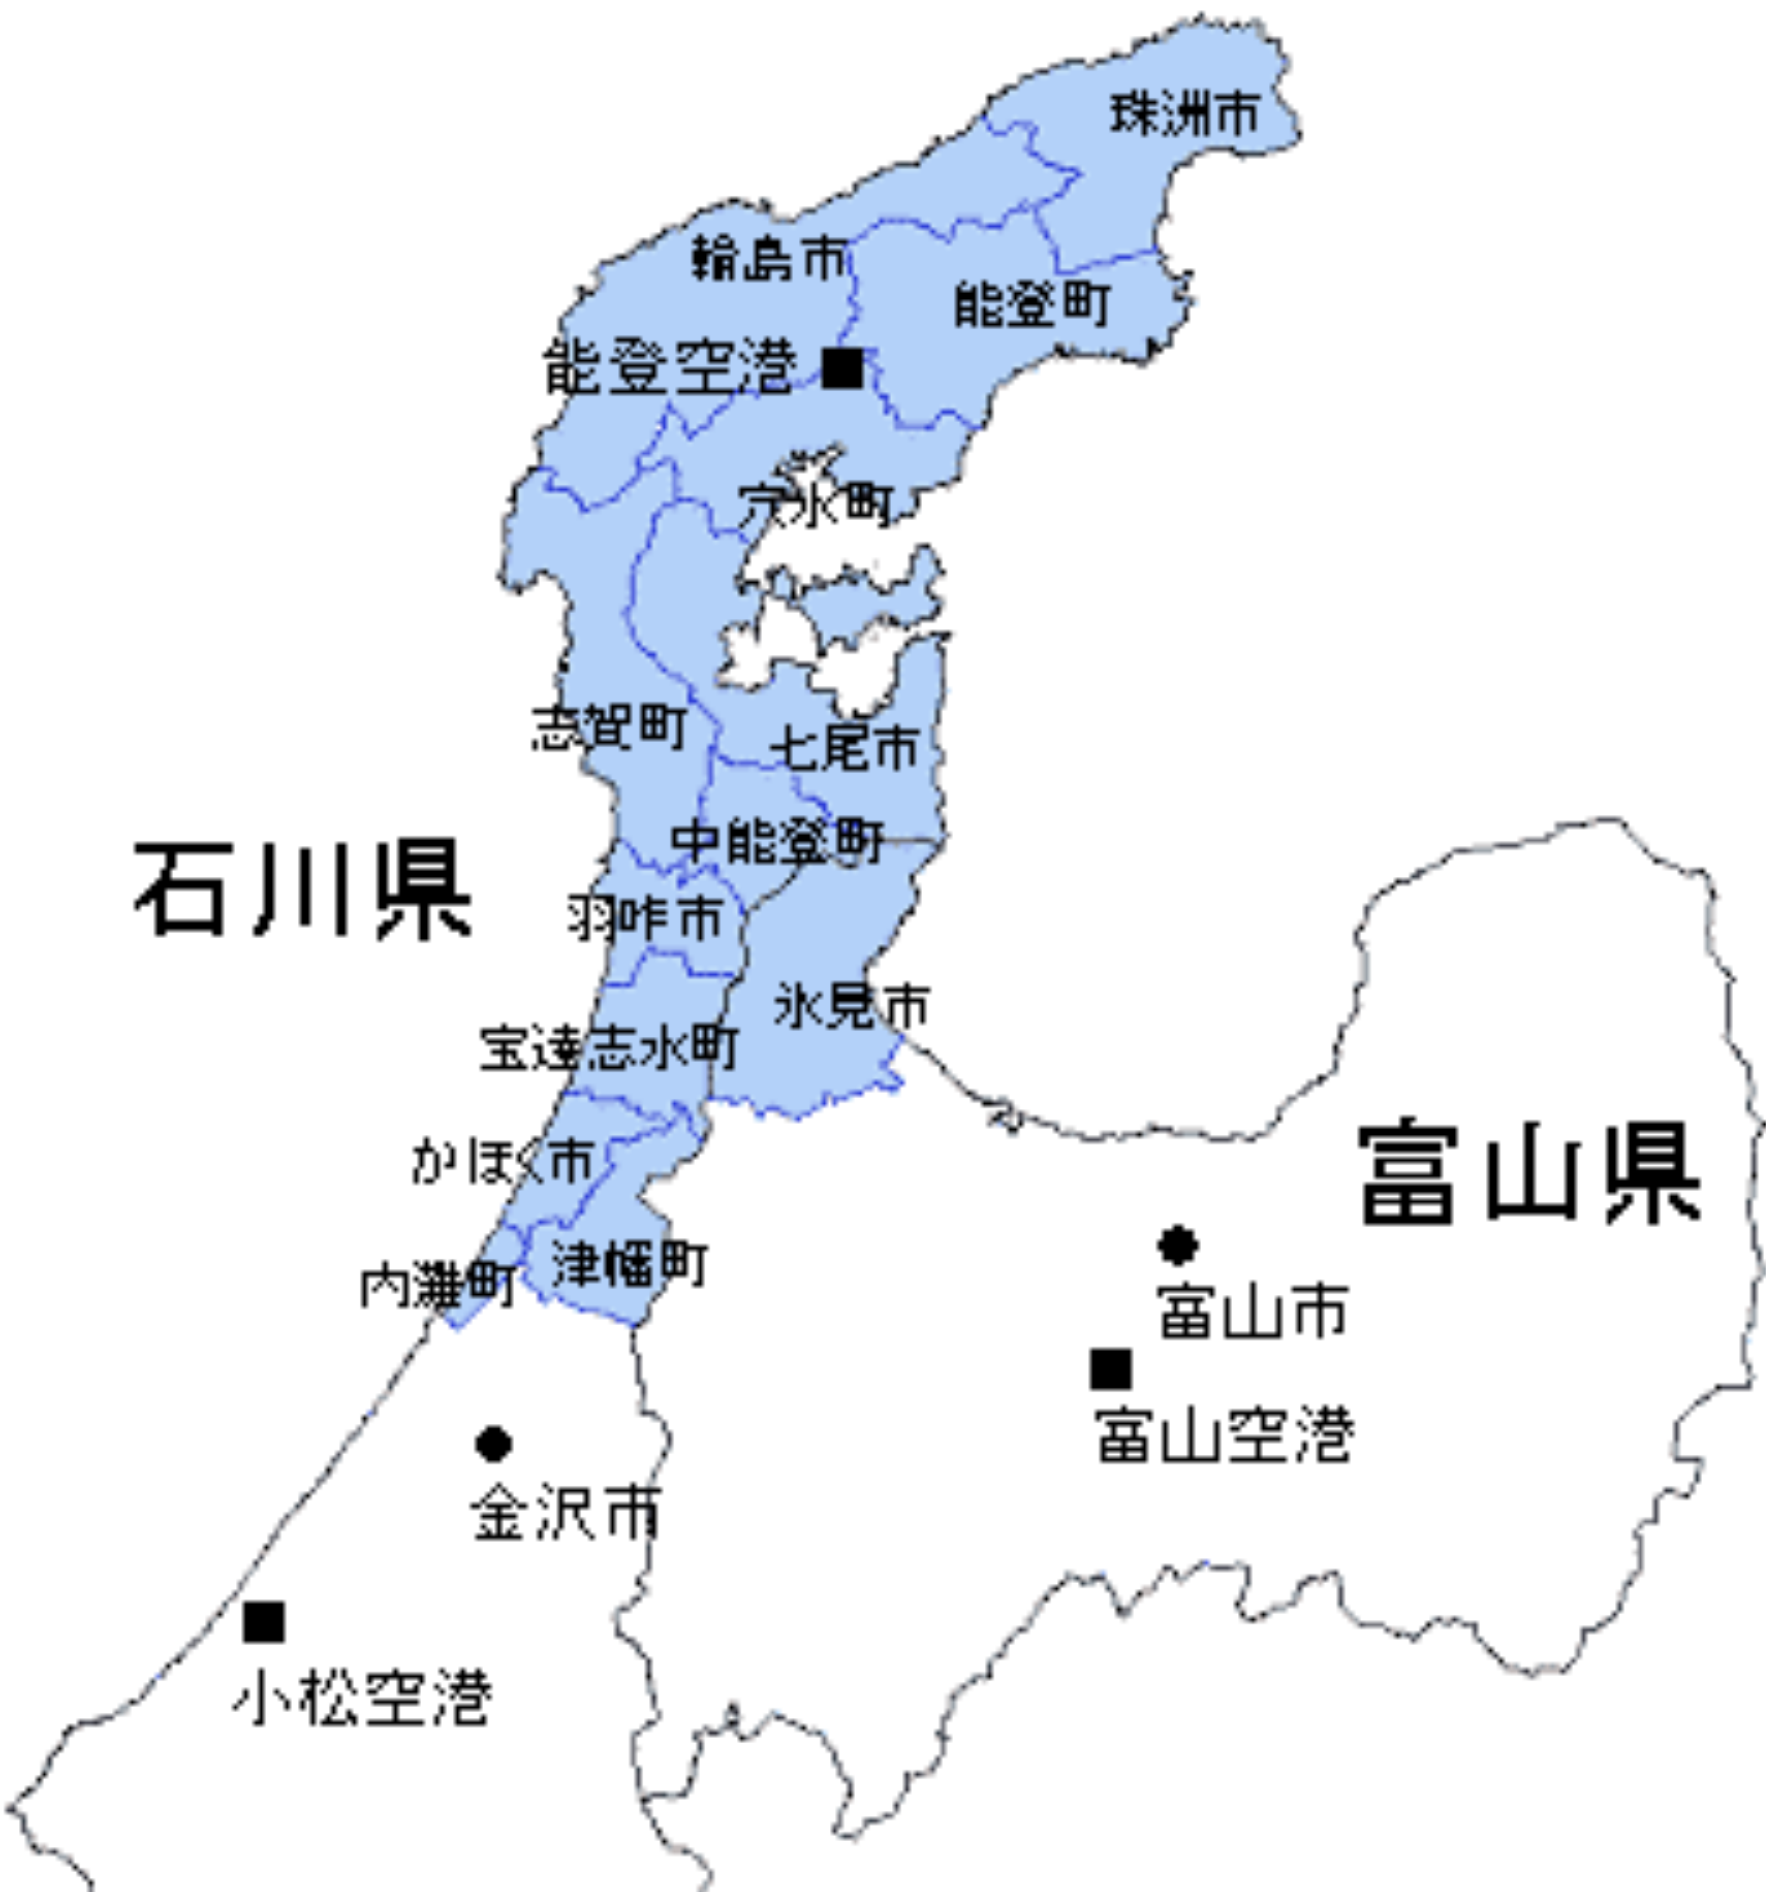 珠洲市
輪島市
能登町
能登空港
穴水町
志賀町
七尾市
中能登町
石川県
羽咋市
氷見市
宝達志水町
かほく市
富山県
津幡町
内灘町
富山市
富山空港
金沢市
小松空港